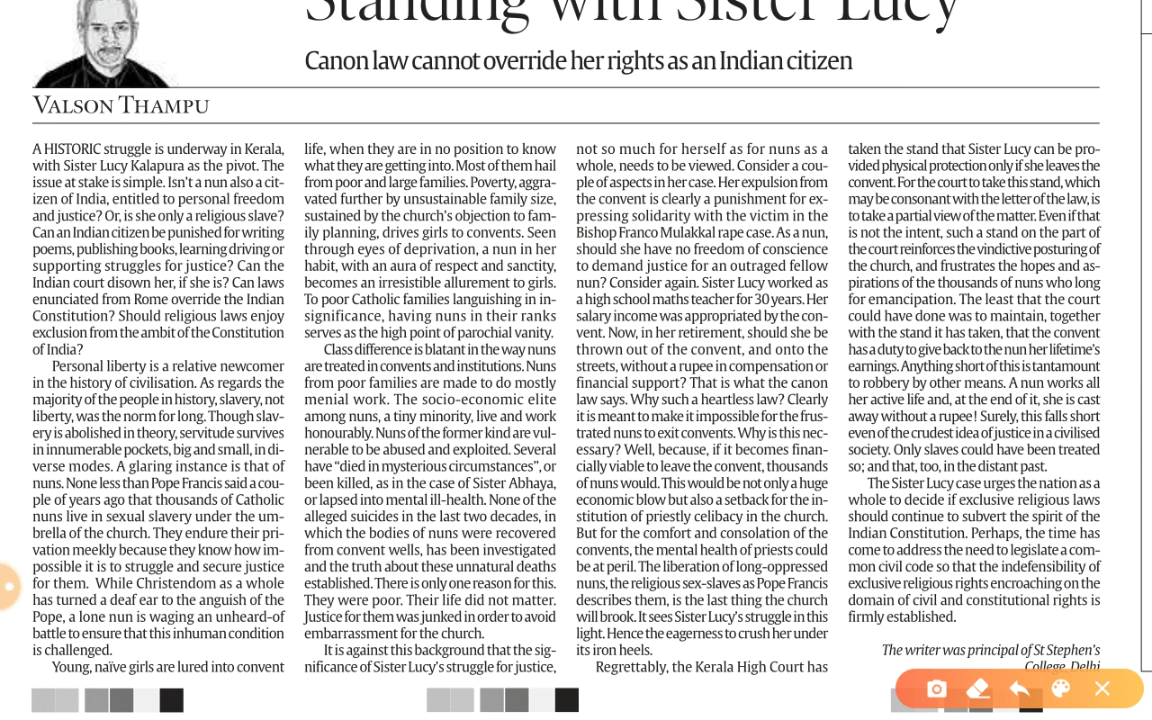 Standing with Sister Lucy
Canon law cannot override her rights as an Indian citizen
VALSON THAMPU
A HISTORIC struggle is underway in Kerala,
with Sister Lucy Kalapura as the pivot. The
issue at stake is simple. Isn't a nun also a cit-
izen of India, entitled to personal freedom
and justice? Or, is she only a religious slave?
Can an Indian citizen be punished for writing
poems, publishing books, learning driving or
supporting struggles for justice? Can the
Indian court disown her, if she is? Can laws
enunciated from Rome override the Indian
Constitution? Should religious laws enjoy
exclusion from the ambit of the Constitution
of India?
Personal liberty is a relative newcomer
in the history of civilisation. As regards the
majority of the people in history, slavery, not
liberty, was the norm for long. Though slav-
ery is abolished in theory, servitude survives
in innumerable pockets, big and small, in di-
verse modes. A glaring instance is that of
nuns. None less than Pope Francis said a cou-
ple of years ago that thousands of Catholic
nuns live in sexual slavery under the um-
brella of the church. They endure their pri-
vation meekly because they know how im-
possible it is to struggle and secure justice
for them. While Christendom as a whole
has turned a deaf ear to the anguish of the
Pope, a lone nun is waging an unheard-of
battle to ensure that this inhuman condition
is challenged.
Young, naïve girls are lured into convent
life, when they are in no position to know
what they are getting into. Most of them hail
from poor and large families. Poverty, aggra-
vated further by unsustainable family size,
sustained by the church's objection to fam-
ily planning, drives girls to convents. Seen
through eyes of deprivation, a nun in her
habit, with an aura of respect and sanctity,
becomes an irresistible allurement to girls.
To poor Catholic families languishing in in-
significance, having nuns in their ranks
serves as the high point of parochial vanity.
Class difference is blatant in the way nuns
are treated in convents and institutions. Nuns
from poor families are made to do mostly
menial work. The socio-economic elite
among nuns, a tiny minority, live and work
honourably. Nuns of the former kind are vul-
nerable to be abused and exploited. Several
have “died in mysterious circumstances”, or
been killed, as in the case of Sister Abhaya,
or lapsed into mental ill-health. None of the
alleged suicides in the last two decades, in
which the bodies of nuns were recovered
from convent wells, has been investigated
and the truth about these unnatural deaths
established. There is only one reason for this.
They were poor. Their life did not matter.
Justice for them was junked in order to avoid
embarrassment for the church.
It is against this background that the sig-
nificance of Sister Lucy's struggle for justice,
not so much for herself as for nuns as a
whole, needs to be viewed. Consider a cou-
ple of aspects in her case. Her expulsion from
the convent is clearly a punishment for ex-
pressing solidarity with the victim in the
Bishop Franco Mulakkal rape case. As a nun,
should she have no freedom of conscience
to demand justice for an outraged fellow
nun? Consider again. Sister Lucy worked as
a high school maths teacher for 30 years. Her
salary income was appropriated by the con-
vent. Now, in her retirement, should she be
thrown out of the convent, and onto the
streets, without a rupee in compensation or
financial support? That is what the canon
law says. Why such a heartless law? Clearly
it is meant to make it impossible for the frus-
trated nuns to exit convents. Why is this nec-
essary? Well, because, if it becomes finan-
cially viable to leave the convent, thousands
of nuns would. This would be not only a huge
economic blow but also a setback for the in-
stitution of priestly celibacy in the church.
But for the comfort and consolation of the
convents, the mental health of priests could
be at peril. The liberation of long-oppressed
nuns, the religious sex-slaves as Pope Francis
describes them, is the last thing the church
will brook. It sees Sister Lucy's struggle in this
light. Hence the eagerness to crush her under
its iron heels.
Regrettably, the Kerala High Court has
taken the stand that Sister Lucy can be pro-
vided physical protection only if she leaves the
convent. For the court to take this stand, which
may be consonant with the letter of the law, is
to take a partial view of the matter. Even if that
is not the intent, such a stand on the part of
the court reinforces the vindictive posturing of
the church, and frustrates the hopes and as-
pirations of the thousands of nuns who long
for emancipation. The least that the court
could have done was to maintain, together
with the stand it has taken, that the convent
has a duty to give back to the nun her lifetime's
earnings. Anything short of this is tantamount
to robbery by other means. A nun works all
her active life and, at the end of it, she is cast
away without a rupee! Surely, this falls short
even of the crudest idea of justice in a civilised
society. Only slaves could have been treated
so; and that, too, in the distant past.
The Sister Lucy case urges the nation as a
whole to decide if exclusive religious laws
should continue to subvert the spirit of the
Indian Constitution. Perhaps, the time has
come to address the need to legislate a com-
mon civil code so that the indefensibility of
exclusive religious rights encroaching on the
domain of civil and constitutional rights is
firmly established.
The writer was principal of St Stephen's
College, Delhi